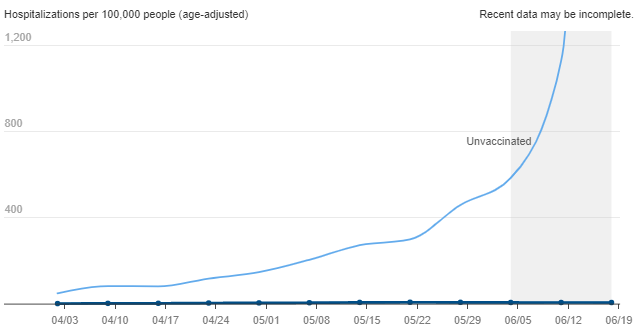 Hospitalizations per 100,000 people (age-adjusted)
Recent data may be incomplete.
1,200
800
Unvaccinated
400
04/03 04/10 04/17 04/24 05/01 05/08 05/15 05/22 05/29 06/05 06/12 06/19